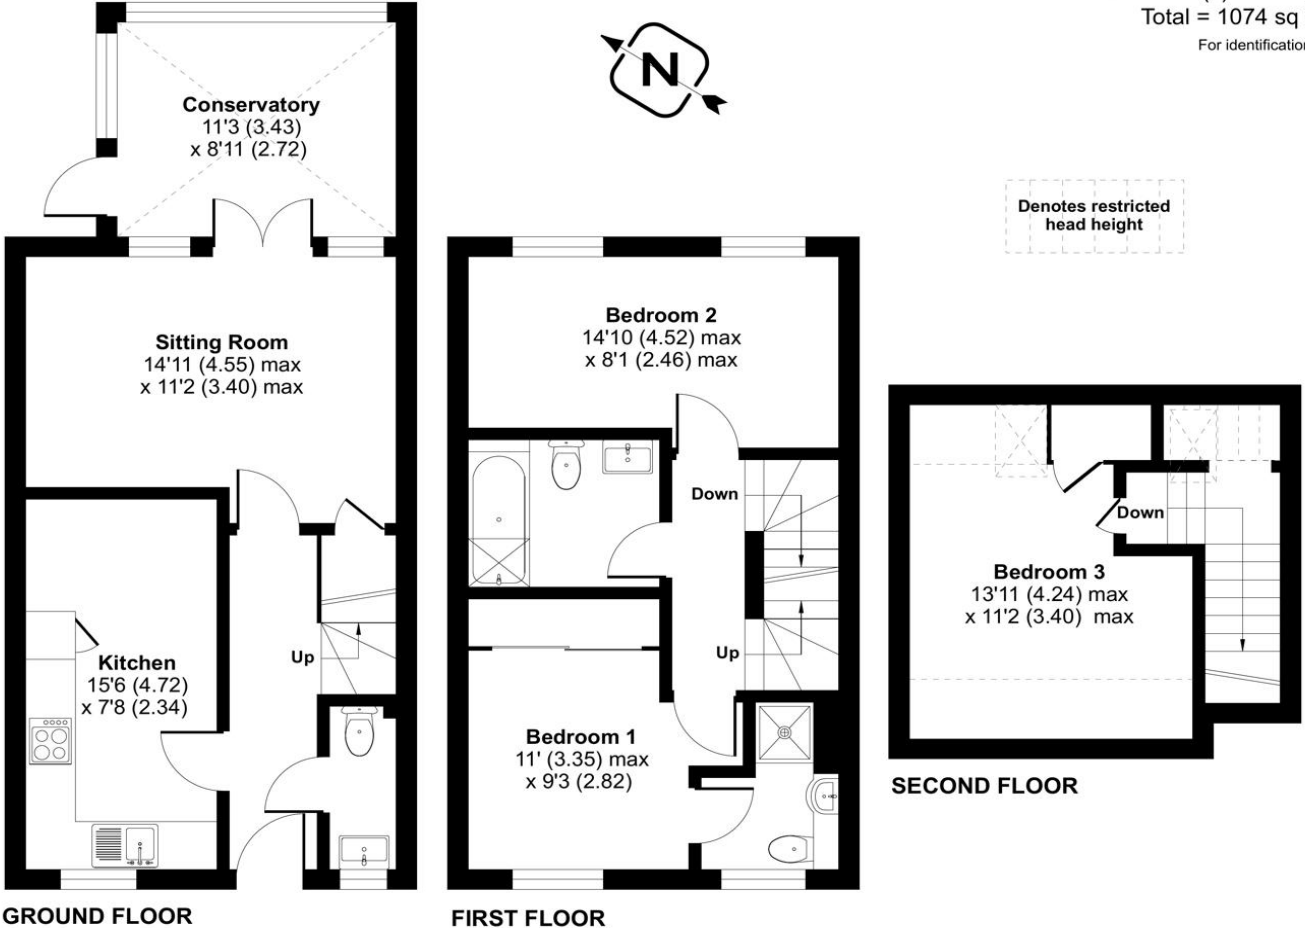 Total = 1074 sq
For identification
N
Conservatory
11'3 (3.43)
x 8'11 (2.72)
Denotes restricted
head height
Sitting Room
14'11 (4.55) max
x 11'2 (3.40) max
Bedroom 2
14'10 (4.52) max
x 8'1 (2.46) max
Down
Up
Kitchen
15'6 (4.72)
x 7'8 (2.34)
Up
Bedroom 1
11' (3.35) max
x 9'3 (2.82)
Down
Bedroom 3
13'11 (4.24) max
x 11'2 (3.40) max
SECOND FLOOR
GROUND FLOOR
FIRST FLOOR